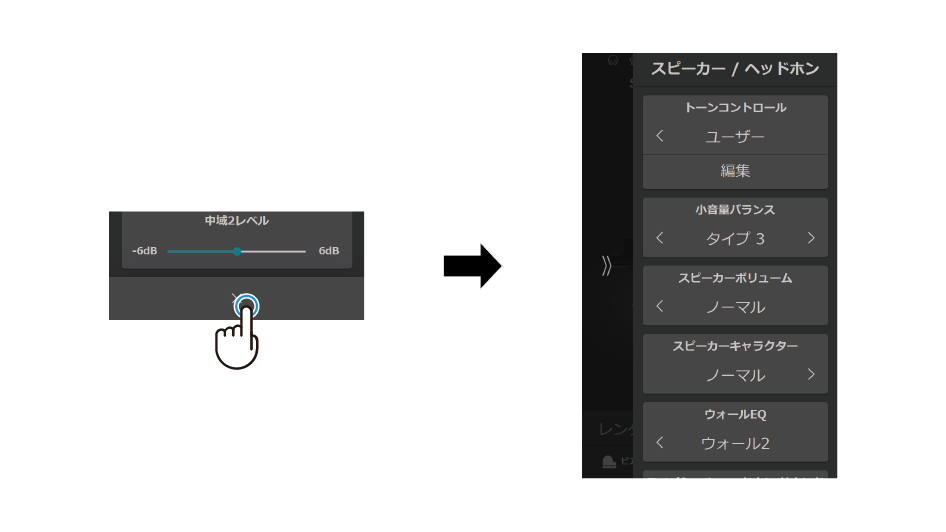 中域2レベル
-6dB
6dB
スピーカー / ヘッドホン
トーンコントロール
ユーザー
編集
小音量バランス
タイプ 3
スピーカーボリューム
ノーマル
スピーカーキャラクター
ノーマル
ウォールEQ
ウォール2
レン
ピア